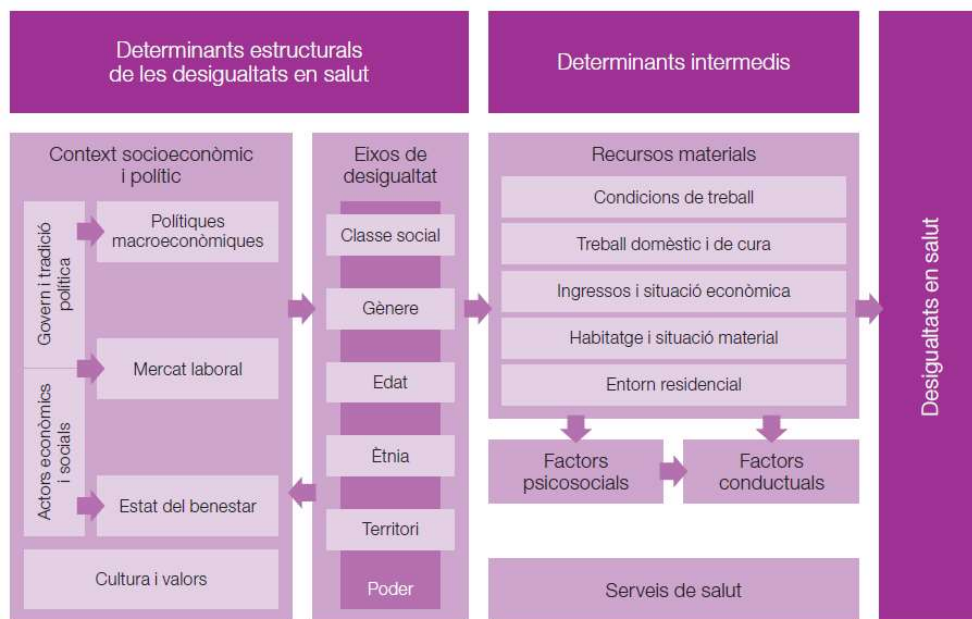 Determinants estructurals
de les desigualtats en salut
Determinants intermedis
Desigualtats en salut
Context socioeconòmic
i polític
Govern i tradició
política
Actors econòmics
i socials
Polítiques
macroeconòmiques
Mercat laboral
Estat del benestar
Cultura i valors
Eixos de
desigualtat
Classe social
Gènere
Edat
Ètnia
Territori
Poder
Recursos materials
Condicions de treball
Treball domèstic i de cura
Ingressos i situació econòmica
Habitatge i situació material
Entorn residencial
Factors
psicosocials
Factors
conductuals
Serveis de salut